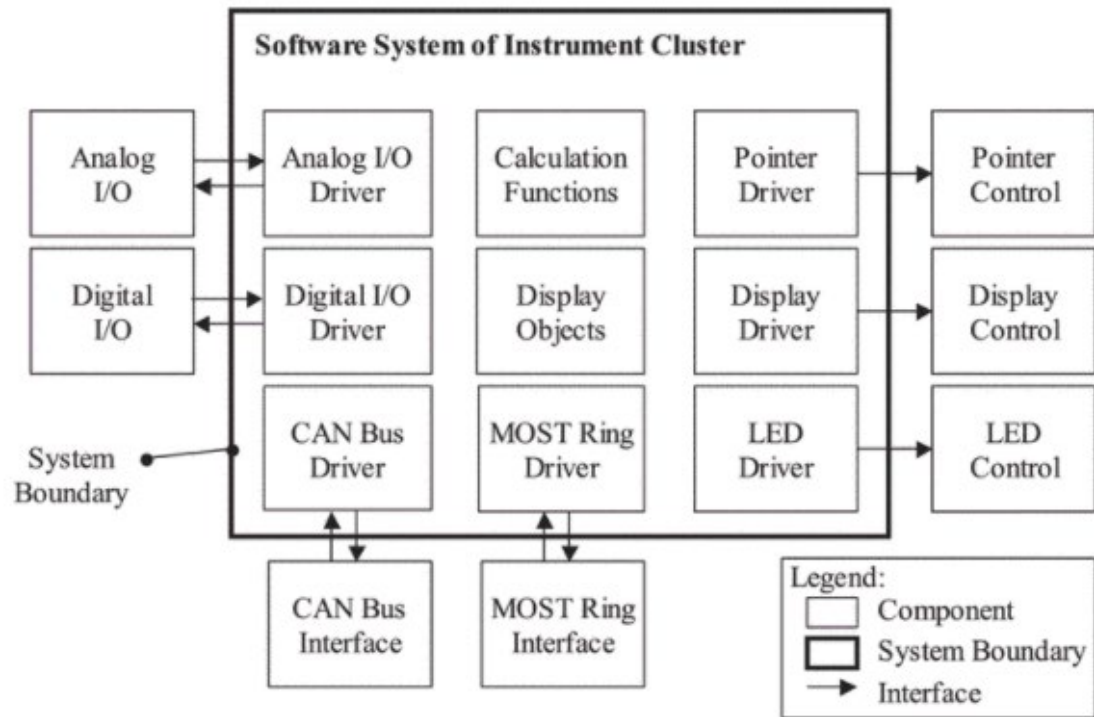 Software System of Instrument Cluster
Analog
I/O
Analog I/O
Driver
Calculation
Functions
Pointer
Driver
Pointer
Control
Digital
I/O
Digital I/O
Driver
Display
Objects
Display
Driver
Display
Control
System
Boundary
CAN Bus
Driver
MOST Ring
Driver
LED
Driver
LED
Control
CAN Bus
Interface
MOST Ring
Interface
Legend:
Component
System Boundary
Interface